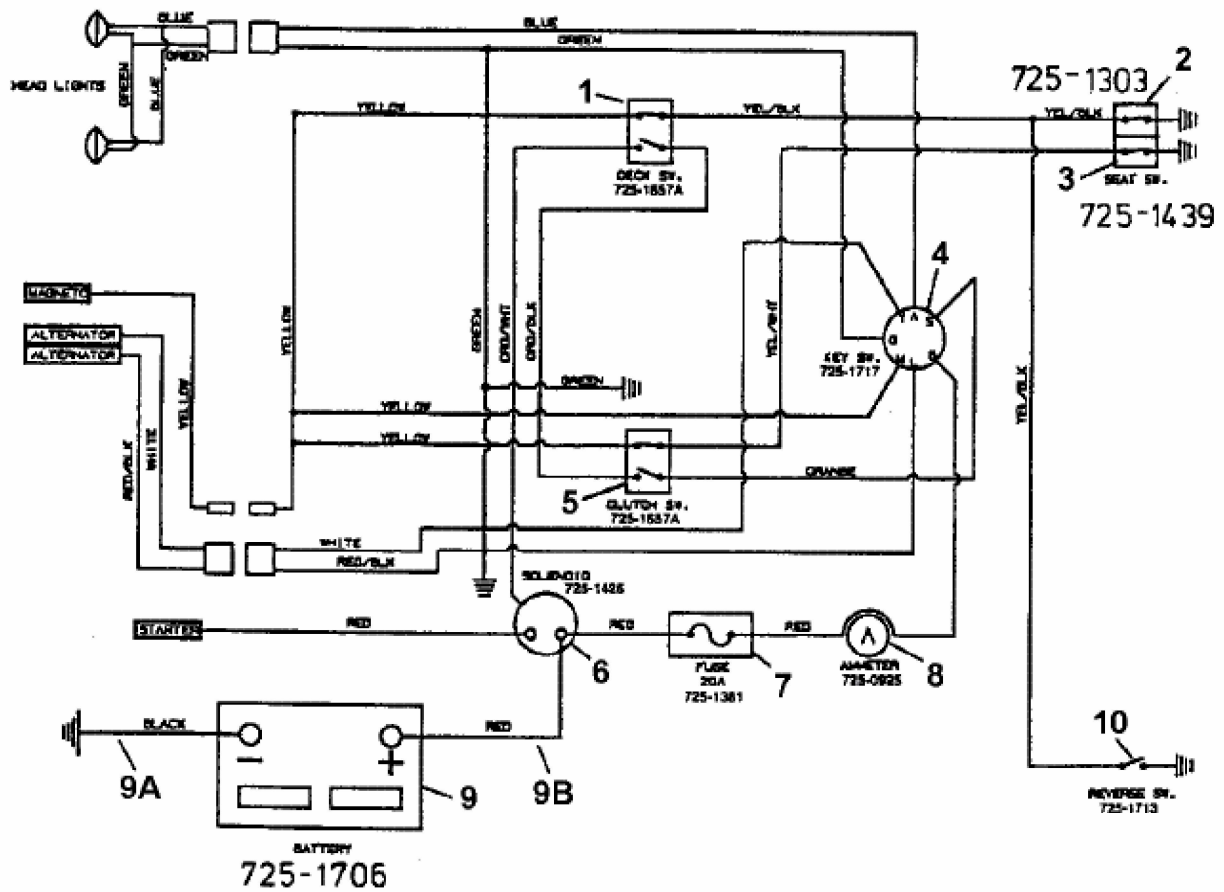 BLUE
BLUE
GREEN
GREEN
HEAD LIGHTS
GREEN
BLUE
1
YELLOW
YEL/BLK
725-1303
2
YEL/BLK
DECK SW.
725-1657A
3
SEAT SW.
725-1439
4
MAGNETO
ALTERNATOR
ALTERNATOR
YELLOW
GREEN
ORG/WHT
ORG/BLK
YEL/WHT
KEY SW.
725-1717
YEL/BLK
GREEN
YELLOW
YELLOW
YELLOW
RED/BLK
WHITE
ORANGE
5
CLUTCH SW.
725-1657A
WHITE
RED/BLK
SOLENOID
725-1426
STARTER
RED
RED
RED
A
6
FUSE
20A
725-1381
7
AMMETER
725-0925
8
BLACK
RED
9A
9
9B
10
REVERSE SW.
725-1713
BATTERY
725-1706